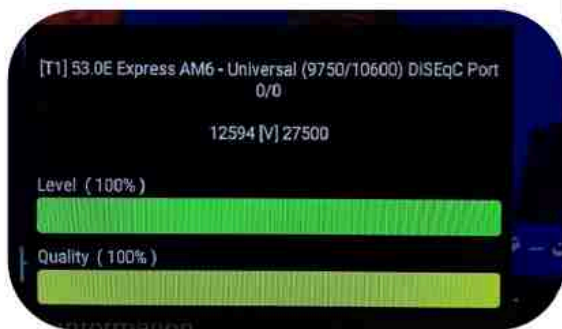 [T1] 53.0E Express AM6 - Universal (9750/10600) DiSEqC Port
0/0
12594 [V] 27500
Level ( 100% )
Quality ( 100% )